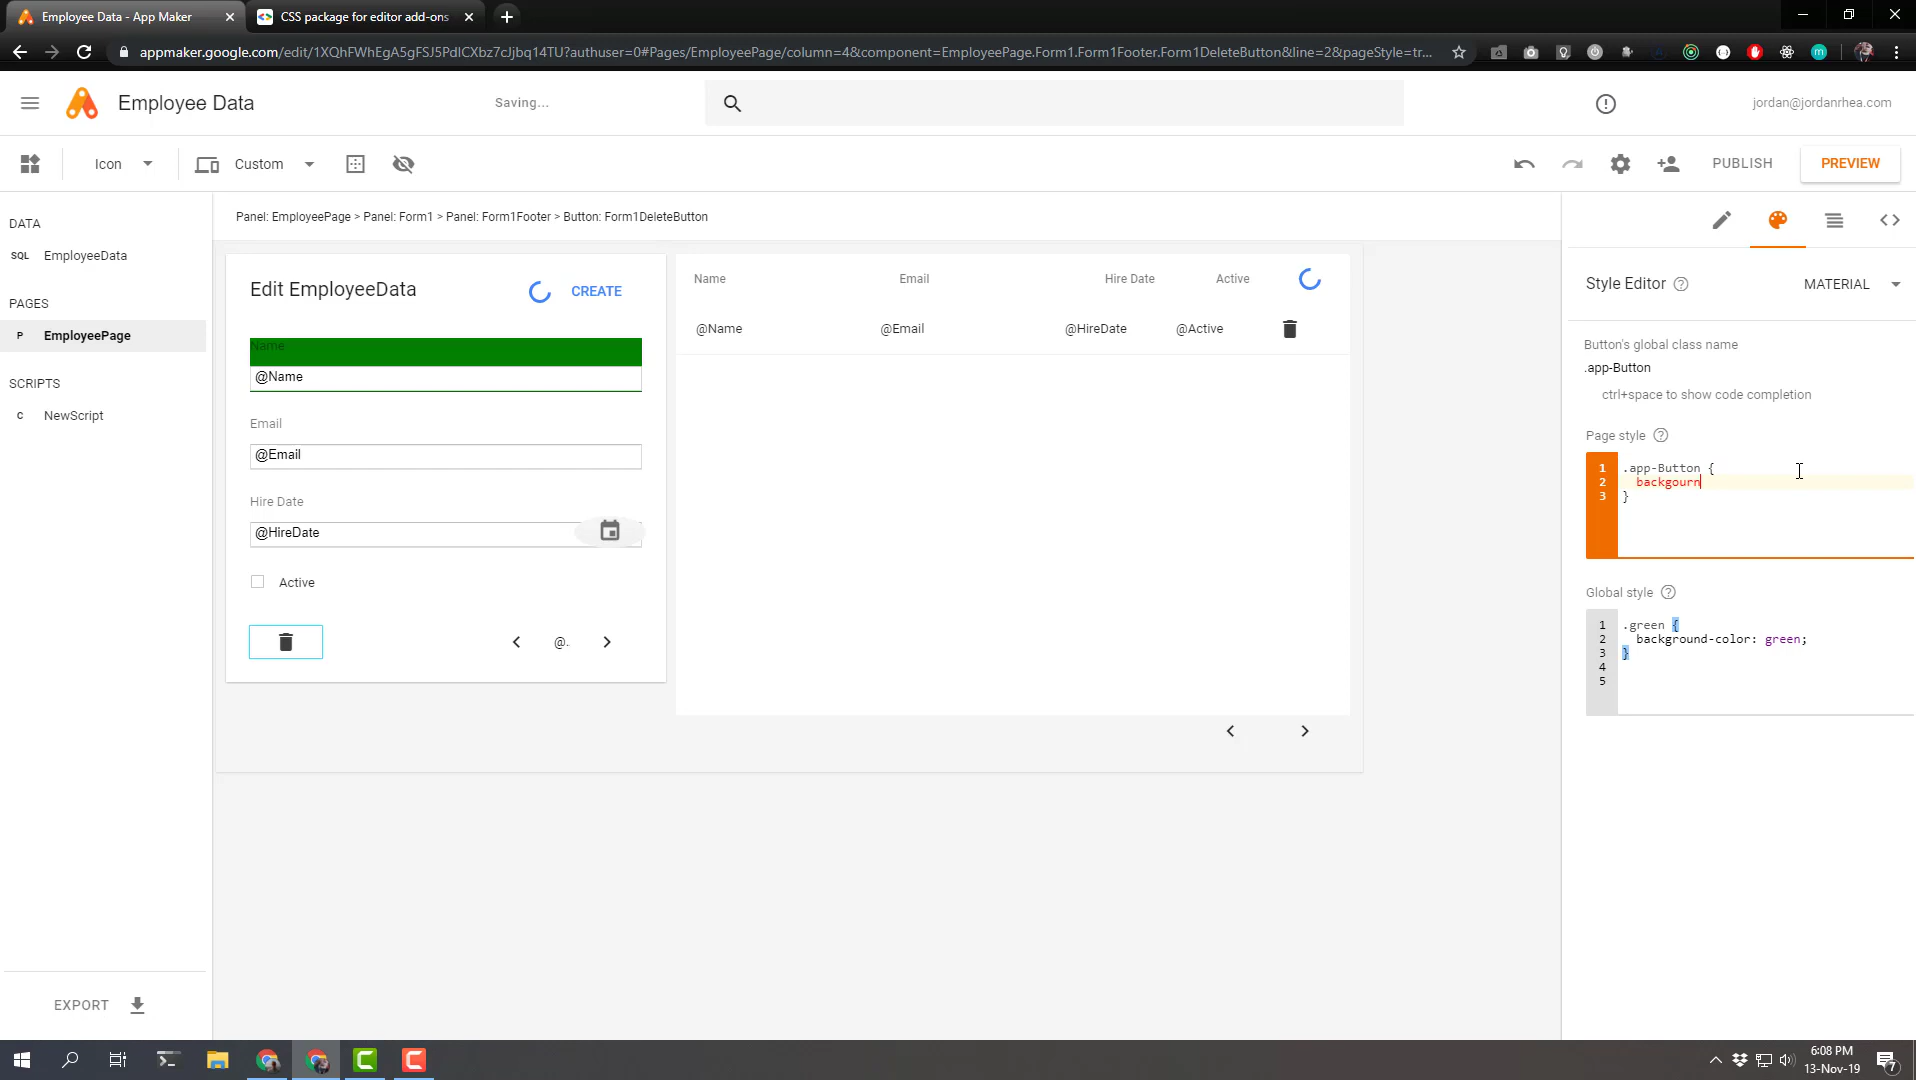 Employee Data - App Maker
CSS package for editor add-ons
appmaker.google.com/edit/1XQhFWhEgA5gFSJ5PdlCXbz7cJjbq14TU?authuser=0#Pages/EmployeePage/column=4&component=EmployeePage.Form1.Form1Footer.Form1DeleteButton&line=2&pageStyle=tr...
Employee Data
Saving...
jordan@jordanrhea.com
Icon
Custom
PUBLISH
PREVIEW
DATA
SQL EmployeeData
PAGES
P EmployeePage
SCRIPTS
C NewScript
EXPORT
Panel: EmployeePage > Panel: Form1 > Panel: Form1Footer > Button: Form1DeleteButton
Edit EmployeeData
CREATE
Name
@Name
Email
@Email
Hire Date
@HireDate
Active
@.
Name Email Hire Date Active
@Name @Email @HireDate @Active
Style Editor
MATERIAL
Button's global class name
.app-Button
ctrl+space to show code completion
Page style
1 .app-Button {
2 backgourn
3 }
Global style
1 .green {
2 background-color: green;
3 }
4
5
6:08 PM
13-Nov-19
7